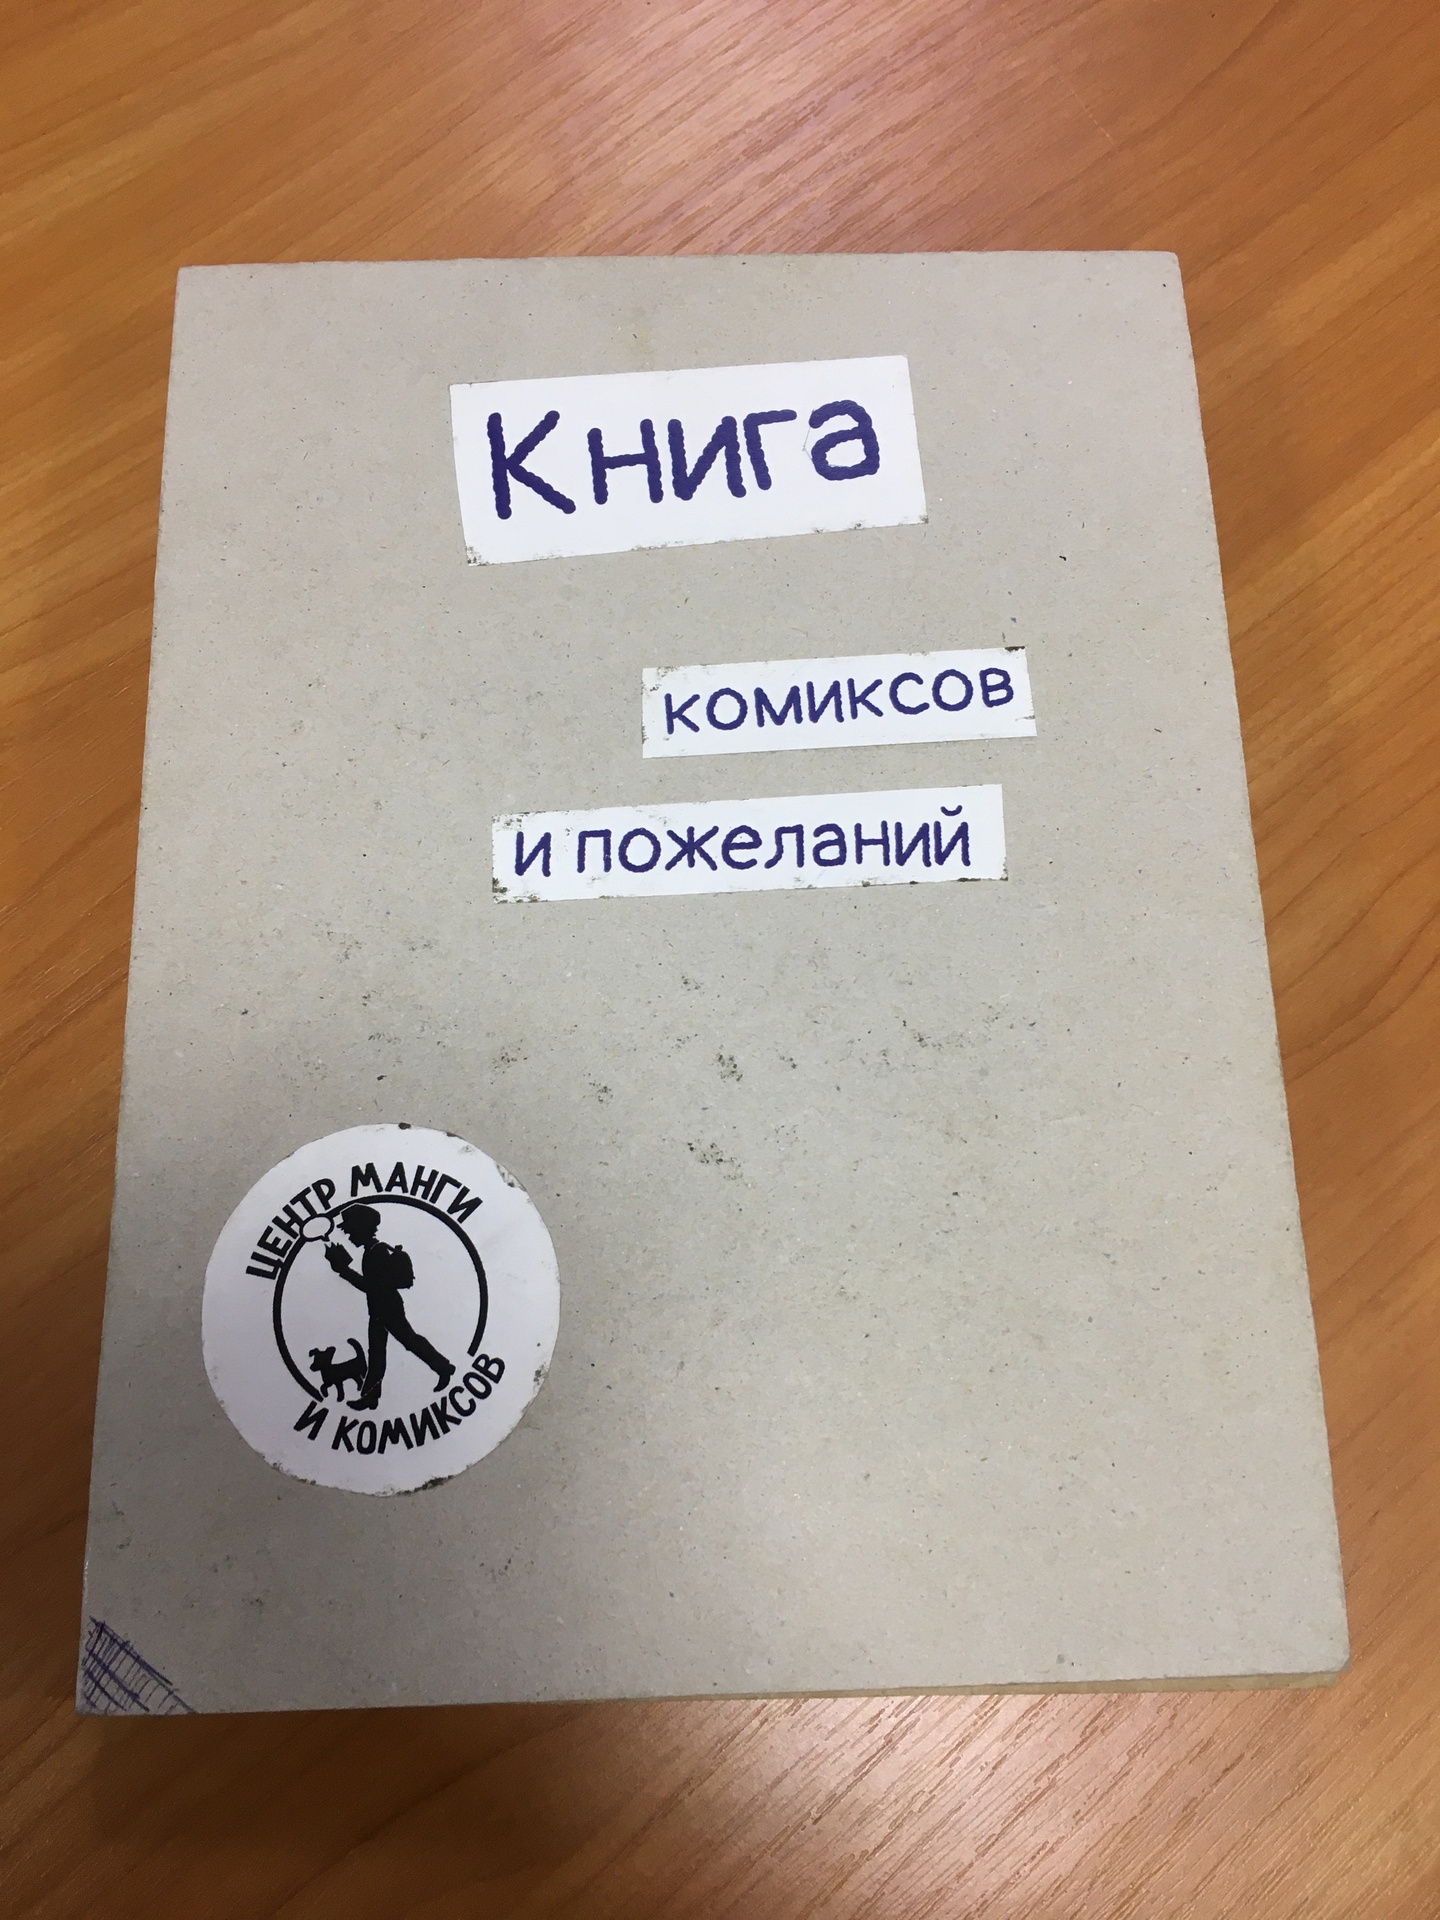 Книга
комиксов
и пожеланий
ЦЕНТР МАНГИ
И КОМИКСОВ